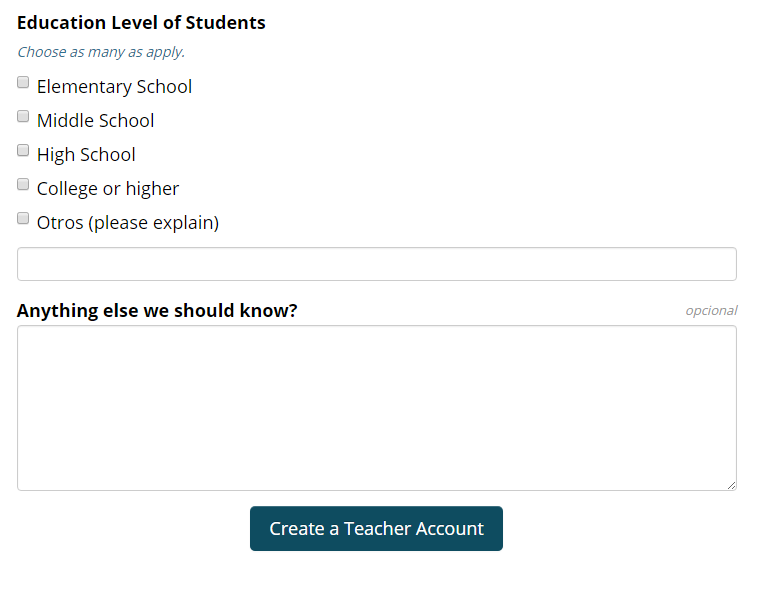 Education Level of Students
Choose as many as apply.
Elementary School
Middle School
High School
College or higher
Otros (please explain)
Anything else we should know?
opcional
Create a Teacher Account